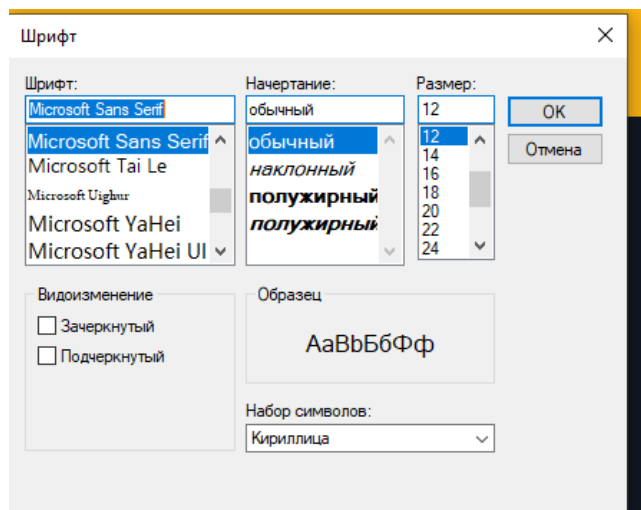 Шрифт
Шрифт:
Начертание:
Размер:
Microsoft Sans Serif
обычный
12
OK
Microsoft Sans Serif
Microsoft Tai Le
Microsoft Uighur
Microsoft YaHei
Microsoft YaHei UI
обычный
наклонный
полужирный
полужирный
12
14
16
18
20
22
24
Отмена
Видоизменение
Зачеркнутый
Подчеркнутый
Образец
АаВbБбФф
Набор символов:
Кириллица